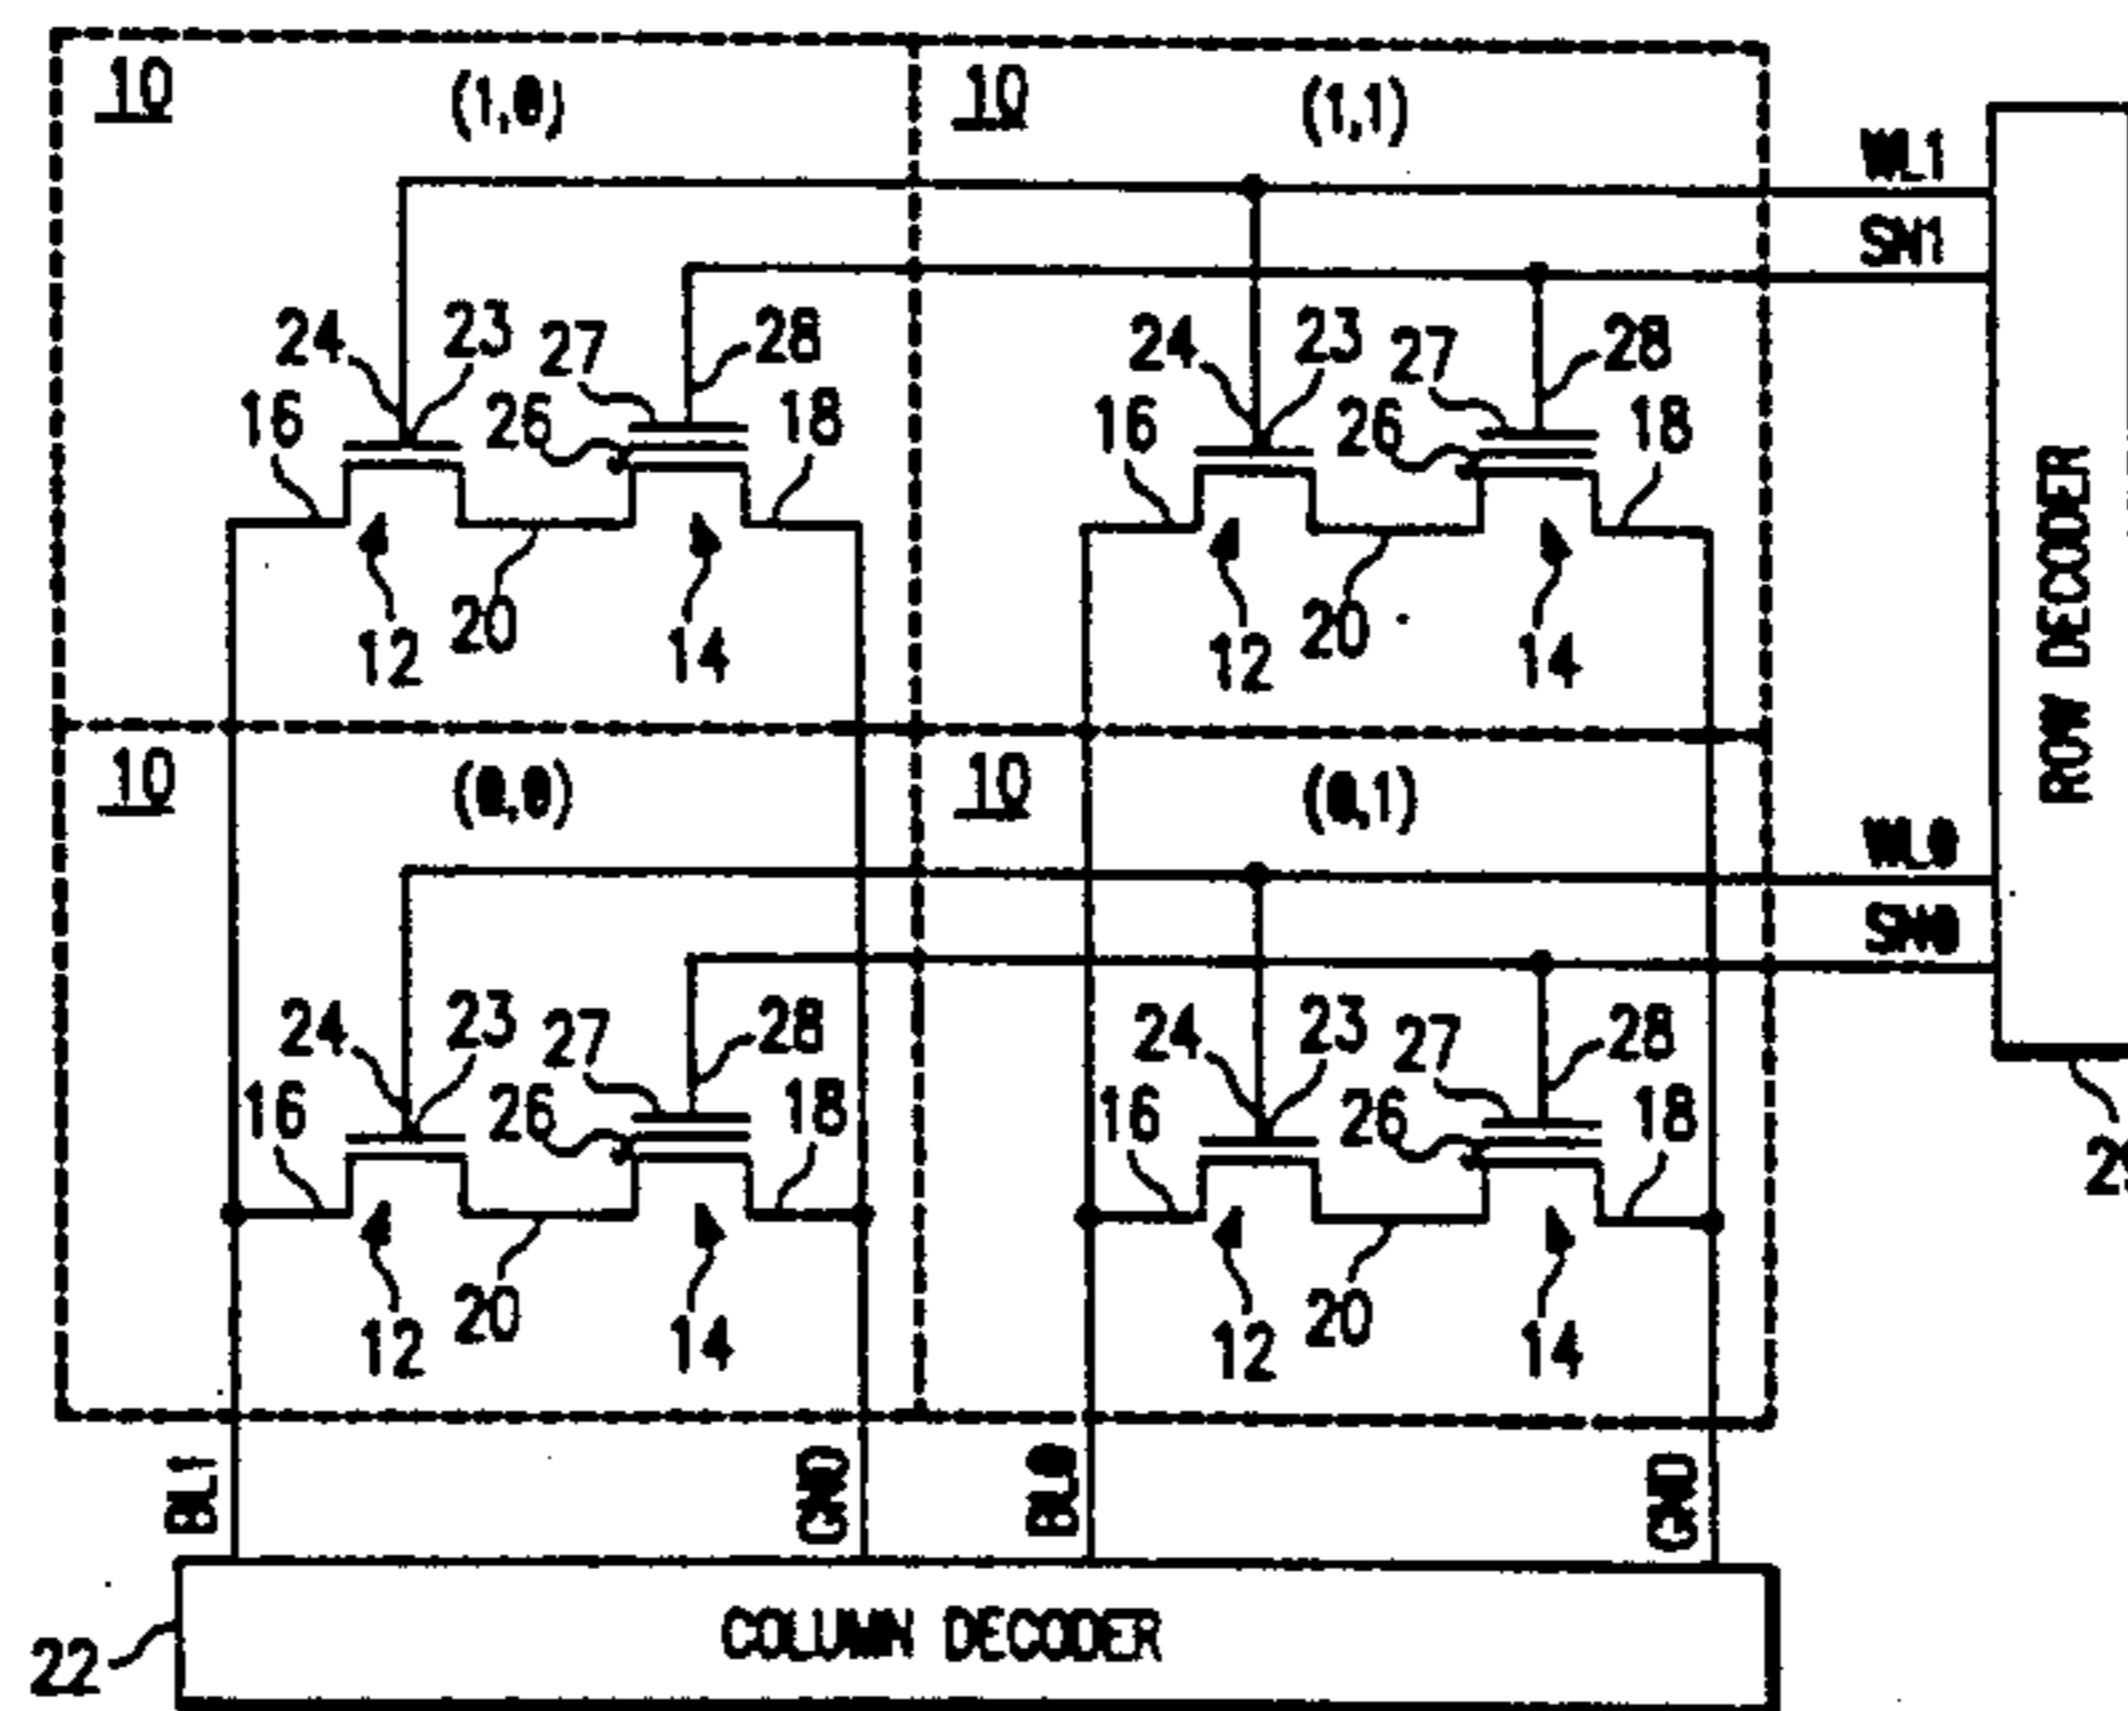 10 (1,0) 10 (1,1)
WL1
SW1
24 23 27 28 24 23 27 28
16 26 18 16 26 18
12 20 14 12 20 14
ROW DECODER
10 (0,0) 10 (0,1)
WL0
SW0
24 23 27 28 24 23 27 28
16 26 18 16 26 18
12 20 14 12 20 14
BL1 GND BL0 GND
22 COLUMN DECODER